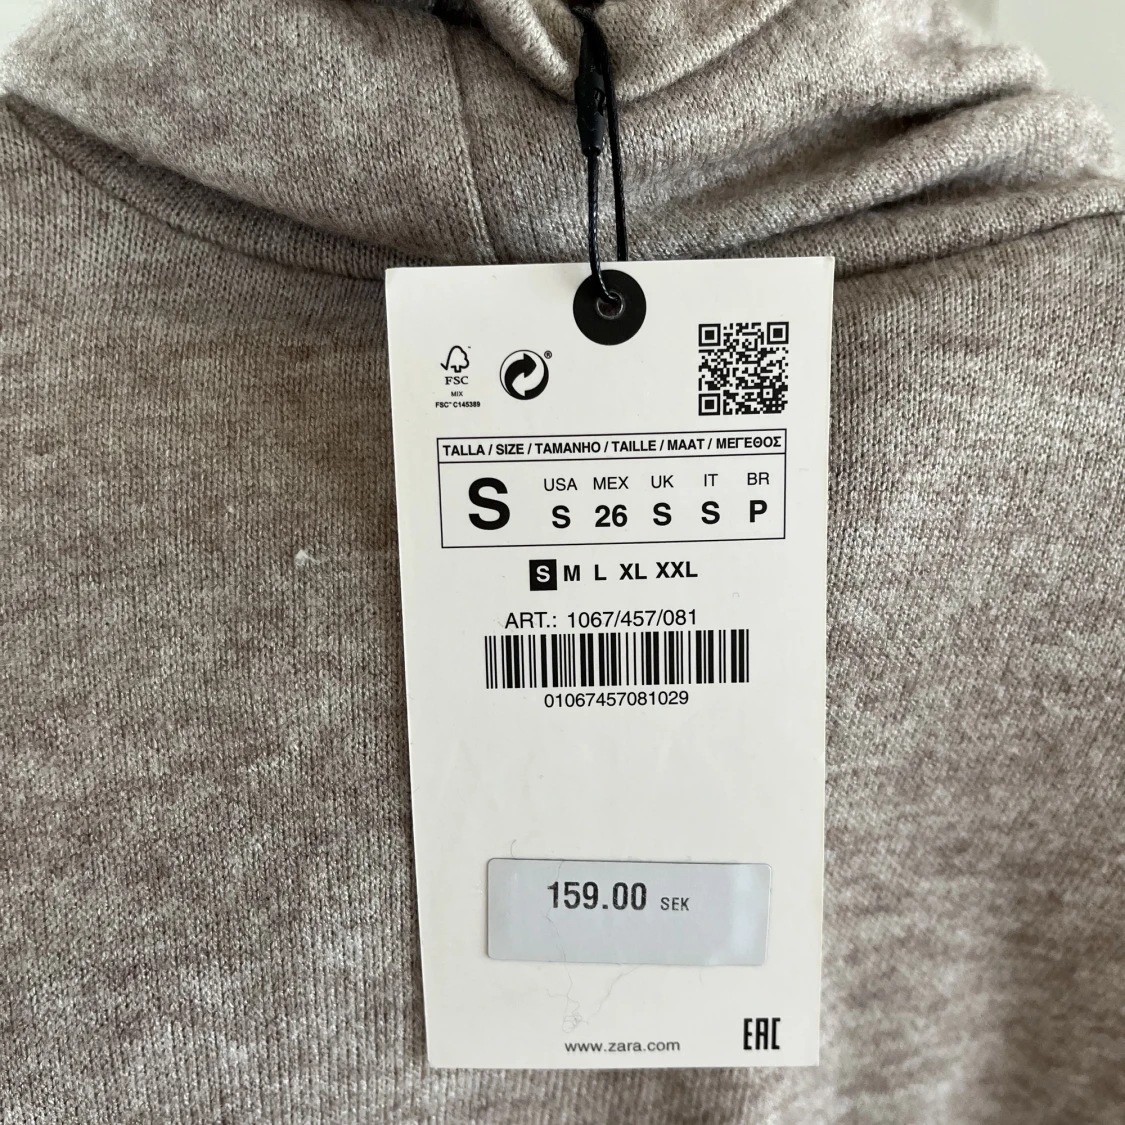 FSC
MIX
FSC™ C145389
®
TALLA / SIZE / TAMANHO / TAILLE / MAAT / ΜΕΓΕΘΟΣ
S
USA MEX UK IT BR
S 26 S S P
S M L XL XXL
ART.: 1067/457/081
01067457081029
159.00 SEK
www.zara.com
EAC